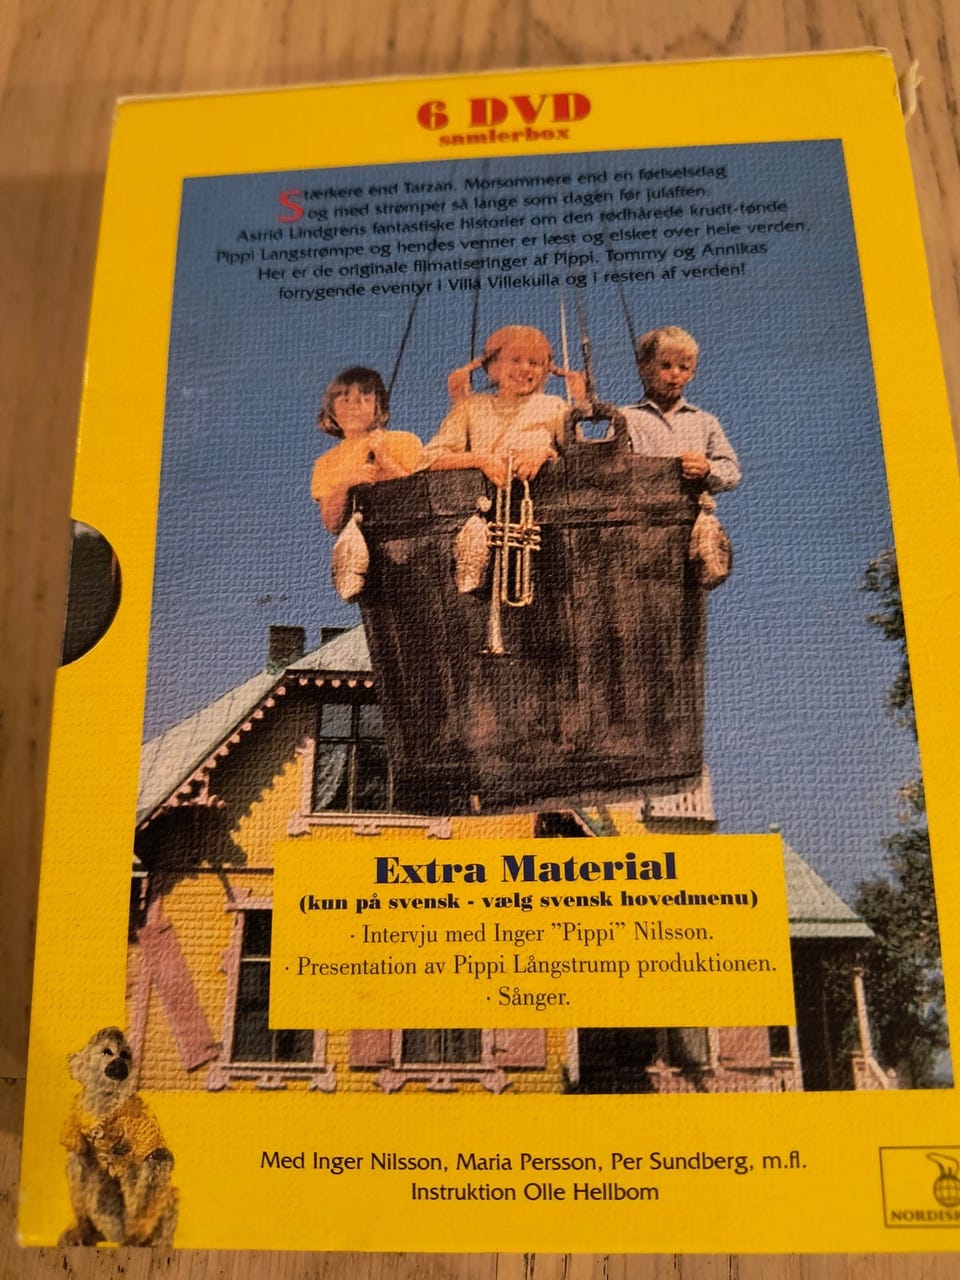 6 DVD
samlerbox
Stærkere end Tarzan. Morsommere end en fødselsdag
og med strømper så lange som dagen før juleaften.
Astrid Lindgrens fantastiske historier om den rødhårede krudt-tønde
Pippi Langstrømpe og hendes venner er læst og elsket over hele verden.
Her er de originale filmatiseringer af Pippi, Tommy og Annikas
forrygende eventyr i Villa Villekulla og i resten af verden!
Extra Material
(kun på svensk - vælg svensk hovedmenu)
· Intervju med Inger ”Pippi” Nilsson.
· Presentation av Pippi Långstrump produktionen.
· Sånger.
Med Inger Nilsson, Maria Persson, Per Sundberg, m.fl.
Instruktion Olle Hellbom
NORDISK